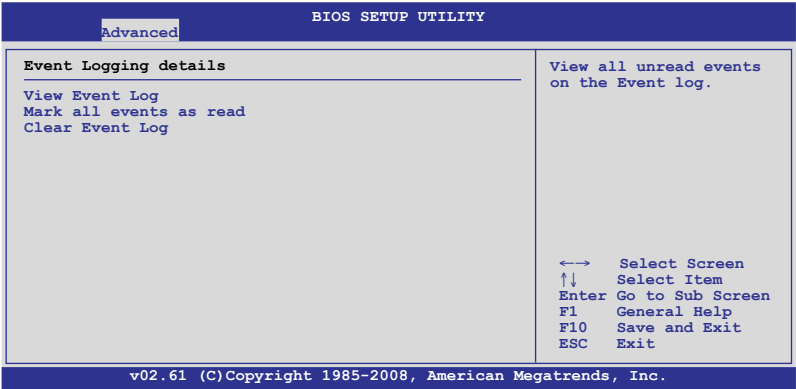 BIOS SETUP UTILITY
Advanced
Event Logging details
View Event Log
Mark all events as read
Clear Event Log
View all unread events
on the Event log.
←→ Select Screen
↑↓ Select Item
Enter Go to Sub Screen
F1 General Help
F10 Save and Exit
ESC Exit
v02.61 (C)Copyright 1985-2008, American Megatrends, Inc.